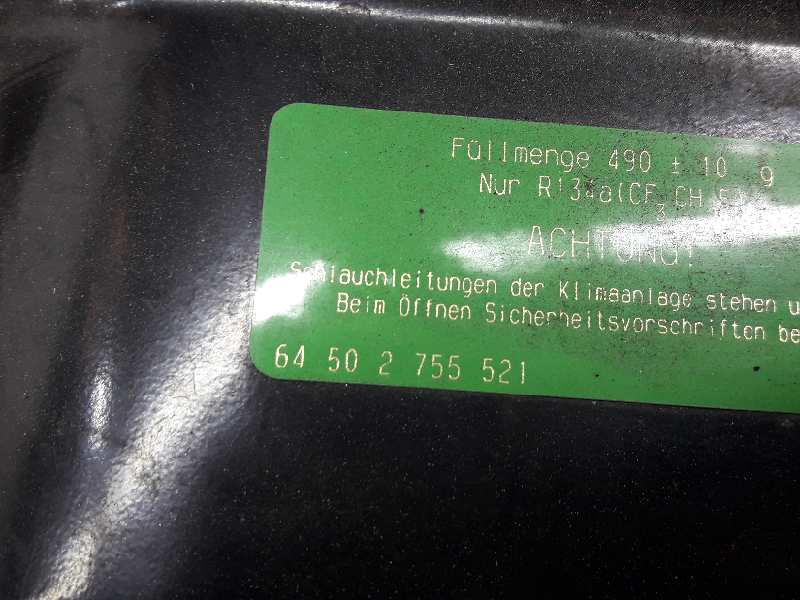 Füllmenge 490 ± 10 g
Nur R134a(CF3CH
ACHTUNG!
Schlauchleitungen der Klimaanlage stehen u
Beim Öffnen Sicherheitsvorschriften be
64 50 2 755 521